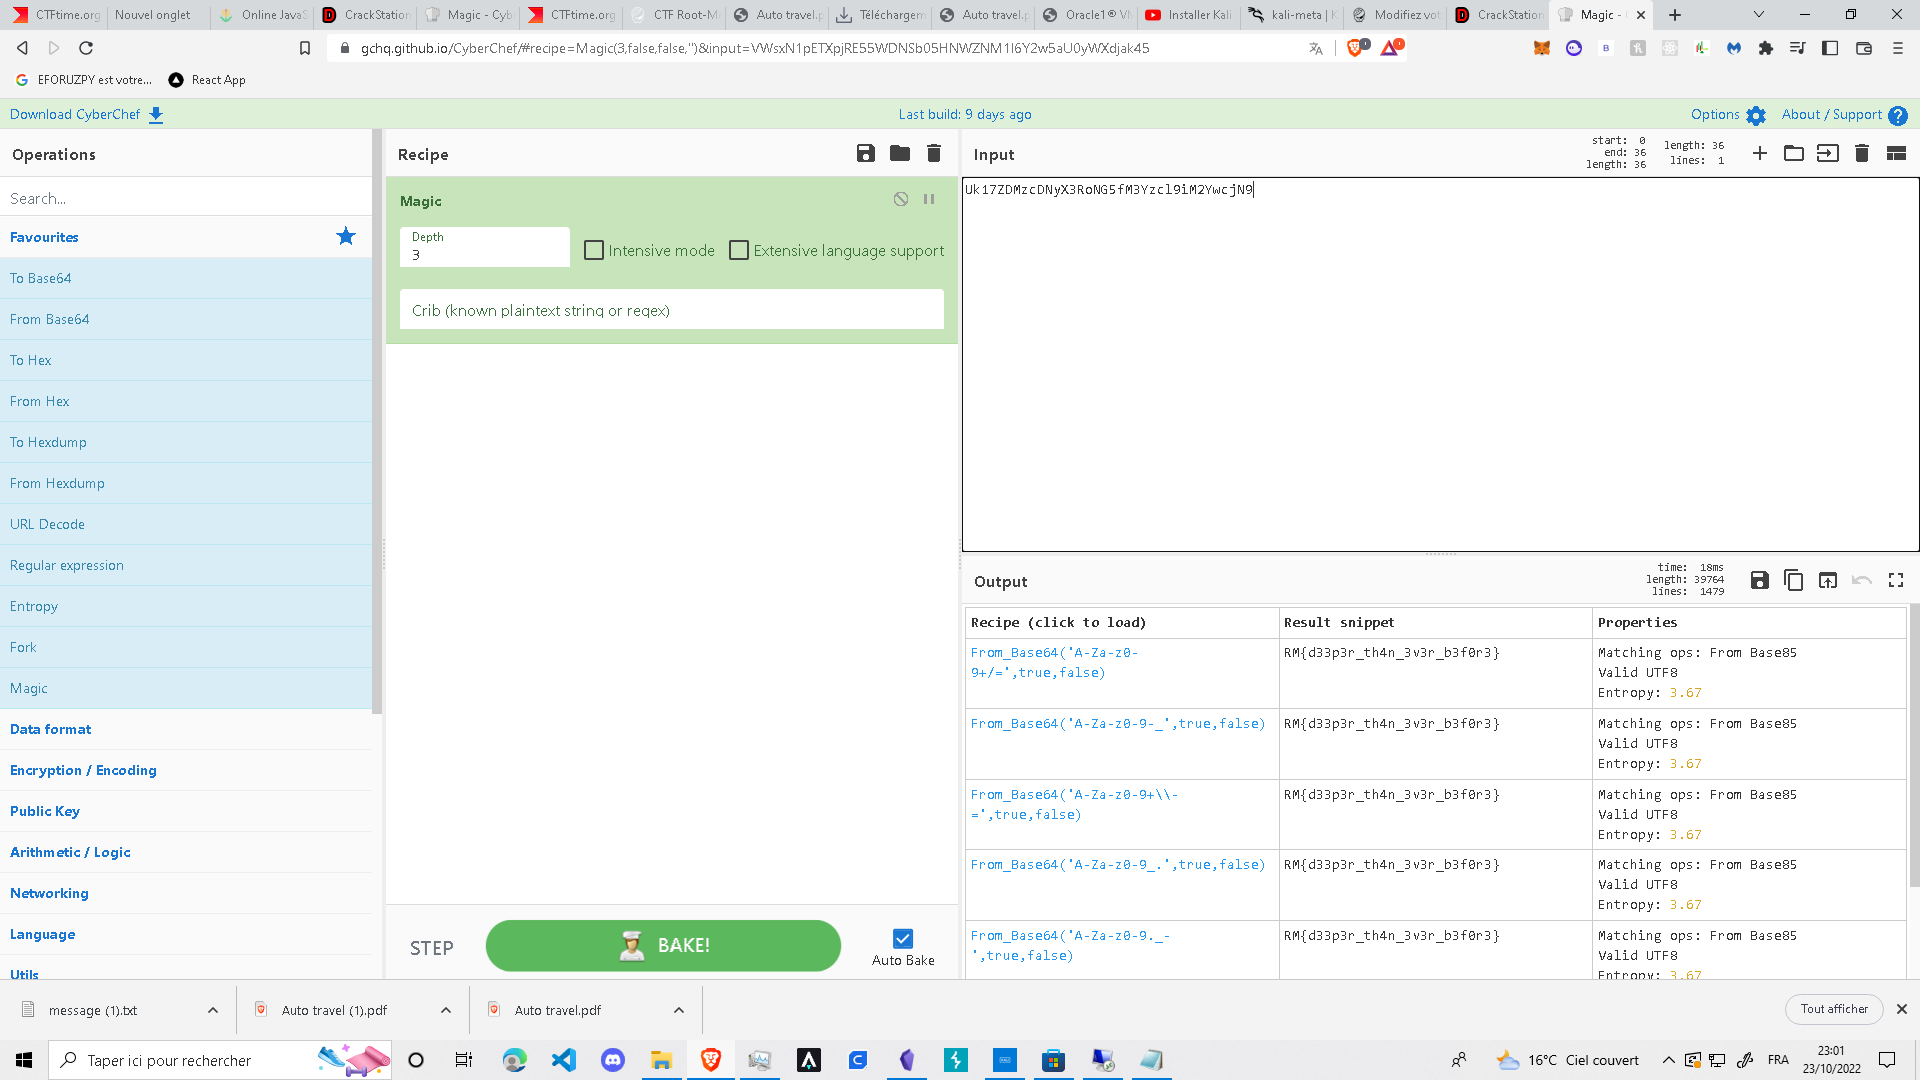 CTFtime.org
Nouvel onglet
Online JavaS
CrackStation
Magic - Cyb
CTFtime.org
CTF Root-M
Auto travel.p
Téléchargem
Auto travel.p
Oracle1® VM
Installer Kali
kali-meta | K
Modifiez vot
CrackStation
Magic -
gchq.github.io/CyberChef/#recipe=Magic(3,false,false,'')&input=VWsxN1pETXpjRE55WDNSb05HNWZNM1l6Y2w5aU0yWXdjak45
EFORUZPY est votre...
React App
Download CyberChef
Last build: 9 days ago
Options
About / Support
Operations
Recipe
Input
start: 0
end: 36
length: 36
length: 36
lines: 1
Search...
Magic
Uk17ZDMzcDNyX3RoNG5fM3Yzcl9iM2YwcjN9
Depth
3
Intensive mode
Extensive language support
Crib (known plaintext string or regex)
Favourites
To Base64
From Base64
To Hex
From Hex
To Hexdump
From Hexdump
URL Decode
Regular expression
Entropy
Fork
Magic
Data format
Encryption / Encoding
Public Key
Arithmetic / Logic
Networking
Language
Utils
STEP
BAKE!
Auto Bake
Output
time: 18ms
length: 39764
lines: 1479
Recipe (click to load) Result snippet Properties
From_Base64('A-Za-z0- RM{d33p3r_th4n_3v3r_b3f0r3} Matching ops: From Base85
9+/=',true,false) Valid UTF8
Entropy: 3.67
From_Base64('A-Za-z0-9-_',true,false) RM{d33p3r_th4n_3v3r_b3f0r3} Matching ops: From Base85
Valid UTF8
Entropy: 3.67
From_Base64('A-Za-z0-9+\\- RM{d33p3r_th4n_3v3r_b3f0r3} Matching ops: From Base85
=',true,false) Valid UTF8
Entropy: 3.67
From_Base64('A-Za-z0-9_.',true,false) RM{d33p3r_th4n_3v3r_b3f0r3} Matching ops: From Base85
Valid UTF8
Entropy: 3.67
From_Base64('A-Za-z0-9._- RM{d33p3r_th4n_3v3r_b3f0r3} Matching ops: From Base85
',true,false) Valid UTF8
Entropy: 3.67
message (1).txt
Auto travel (1).pdf
Auto travel.pdf
Tout afficher
Taper ici pour rechercher
16°C Ciel couvert
FRA
23:01
23/10/2022